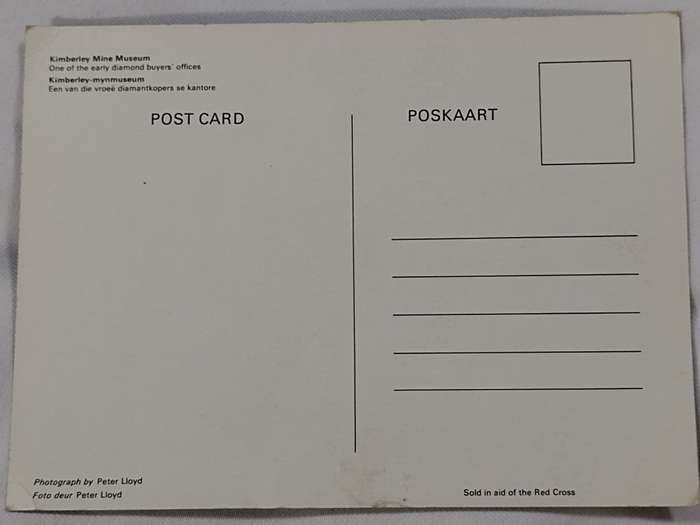 Kimberley Mine Museum
One of the early diamond buyers' offices
Kimberley-mynmuseum
Een van die vroeë diamantkopers se kantore
POST CARD
POSKAART
Photograph by Peter Lloyd
Foto deur Peter Lloyd
Sold in aid of the Red Cross